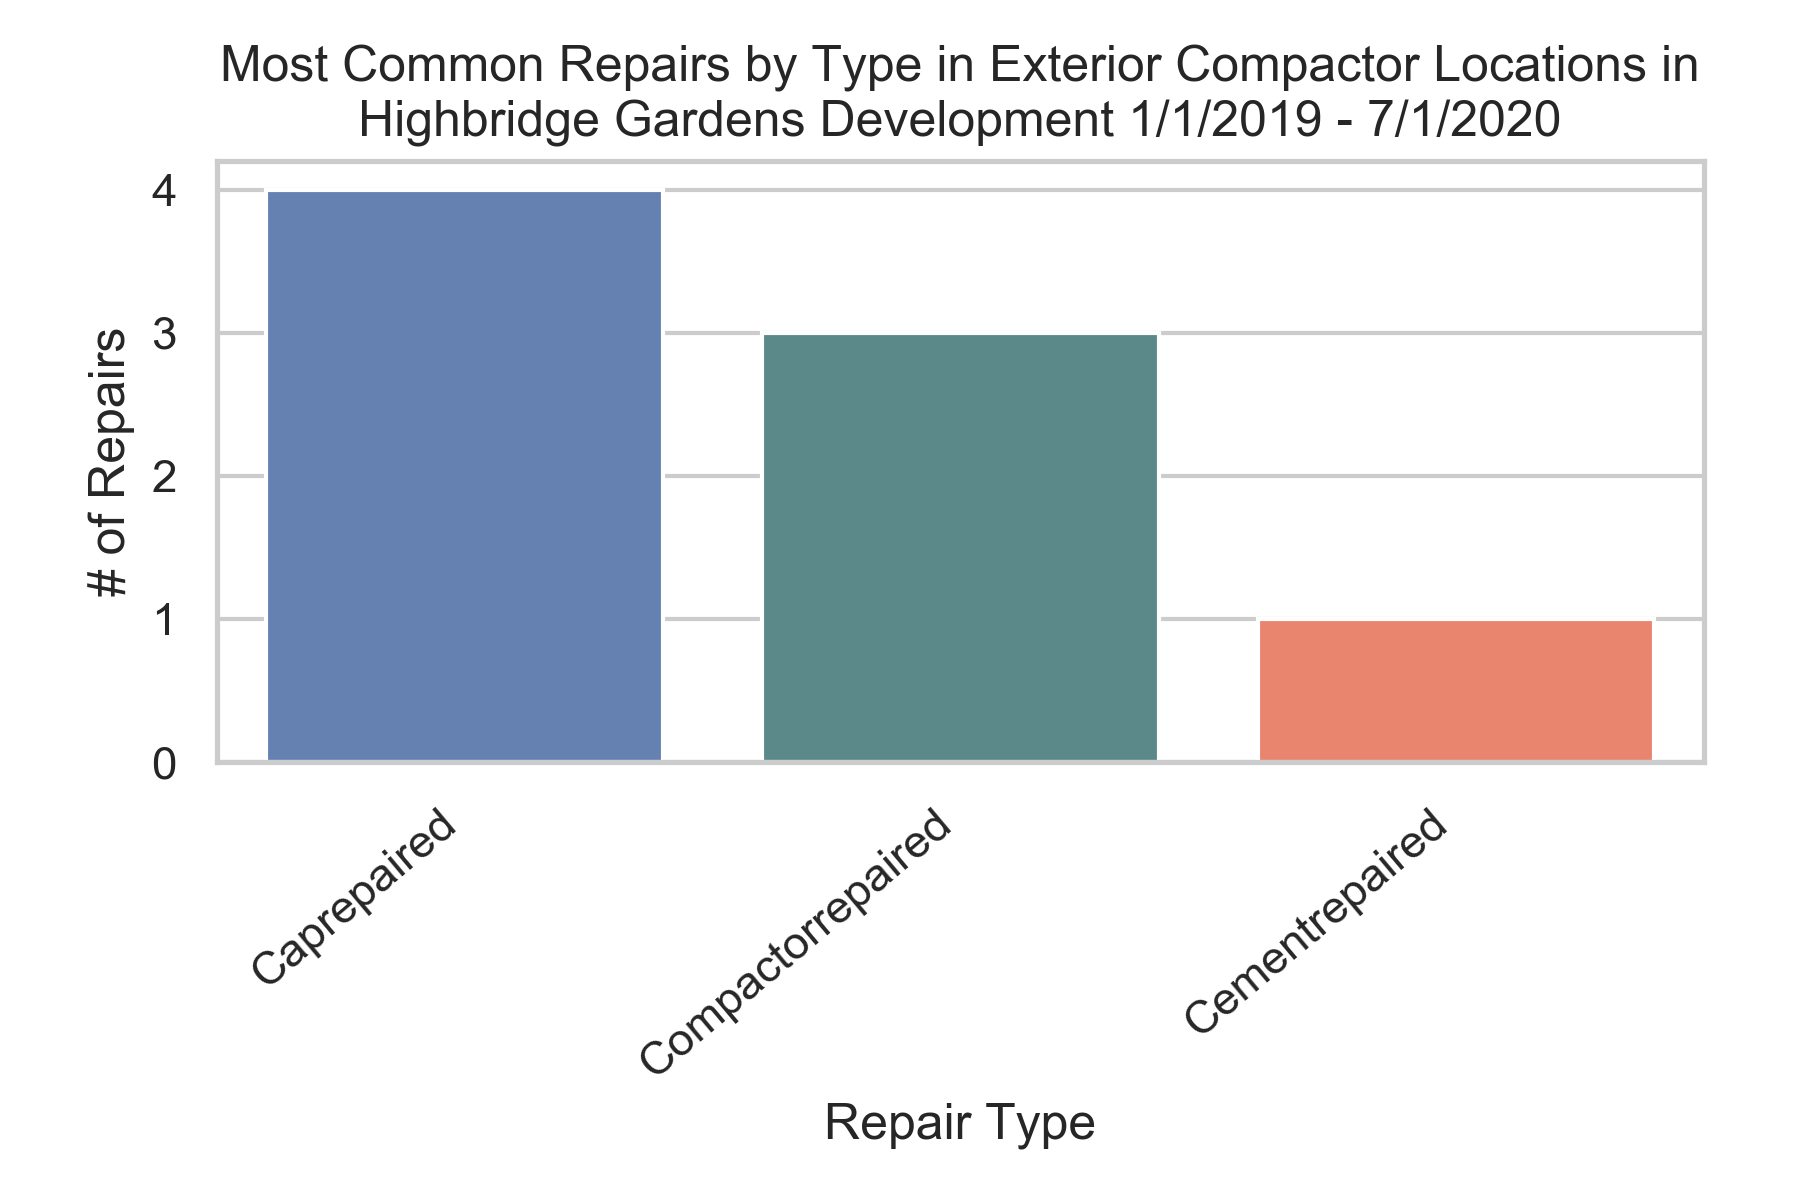 Most Common Repairs by Type in Exterior Compactor Locations in
Highbridge Gardens Development 1/1/2019 - 7/1/2020
# of Repairs
4
3
2
1
0
Caprepaired
Compactorrepaired
Cementrepaired
Repair Type